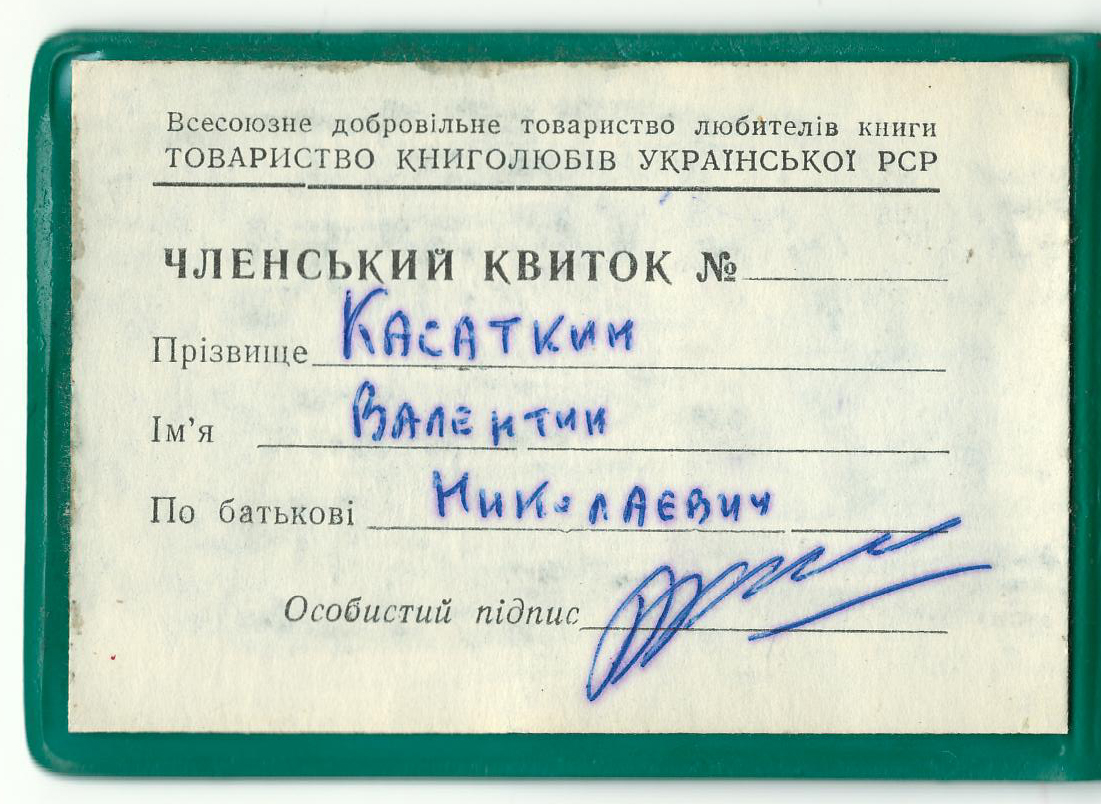 Всесоюзне добровільне товариство любителів книги
ТОВАРИСТВО КНИГОЛЮБІВ УКРАЇНСЬКОЇ РСР
ЧЛЕНСЬКИЙ КВИТОК №
Прізвище Касаткин
Ім’я Валентин
По батькові Николаевич
Особистий підпис